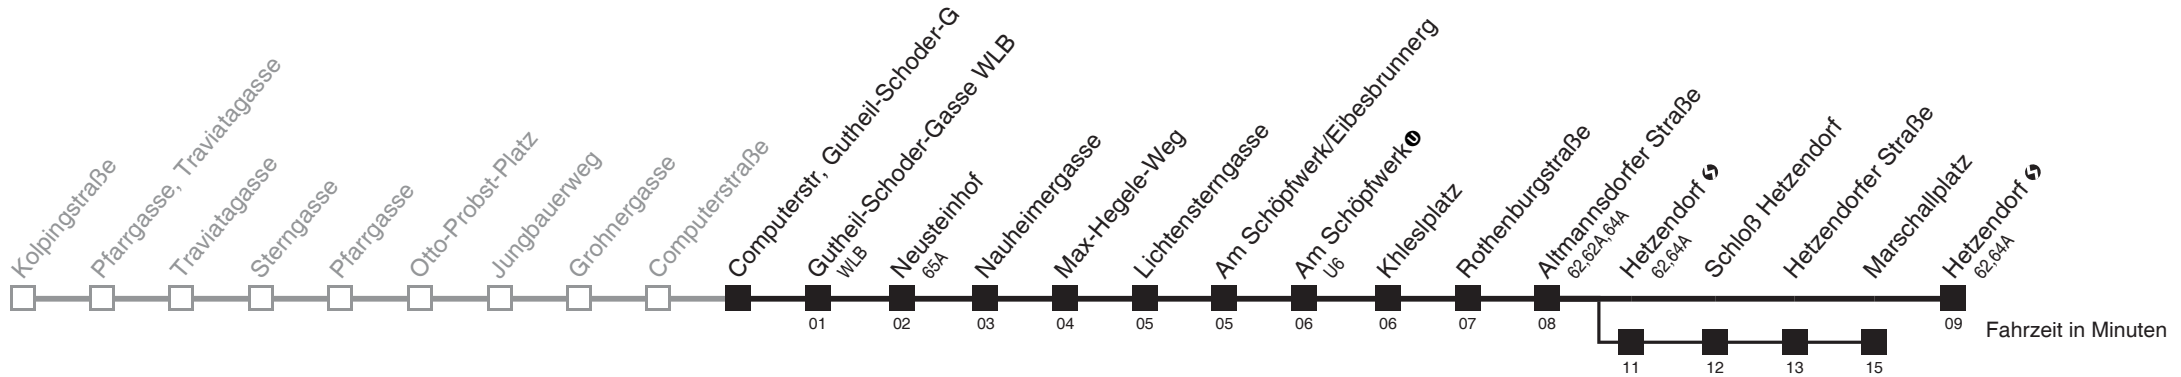 Kolpingstraße
Pfarrgasse, Traviatagasse
Traviatagasse
Sterngasse
Pfarrgasse
Otto-Probst-Platz
Jungbauerweg
Grohnergasse
Computerstraße
Computerstr, Gutheil-Schoder-G
Gutheil-Schoder-Gasse WLB
WLB
Neusteinhof
65A
Nauheimergasse
Max-Hegele-Weg
Lichtensterngasse
Am Schöpfwerk/Eibesbrunnerg
Am Schöpfwerk U
U6
Khleslplatz
Rothenburgstraße
Altmannsdorfer Straße
62,62A,64A
Hetzendorf
62,64A
Schloß Hetzendorf
Hetzendorfer Straße
Marschallplatz
Hetzendorf
62,64A
01 02 03 04 05 05 06 06 07 08 09
Fahrzeit in Minuten
11 12 13 15